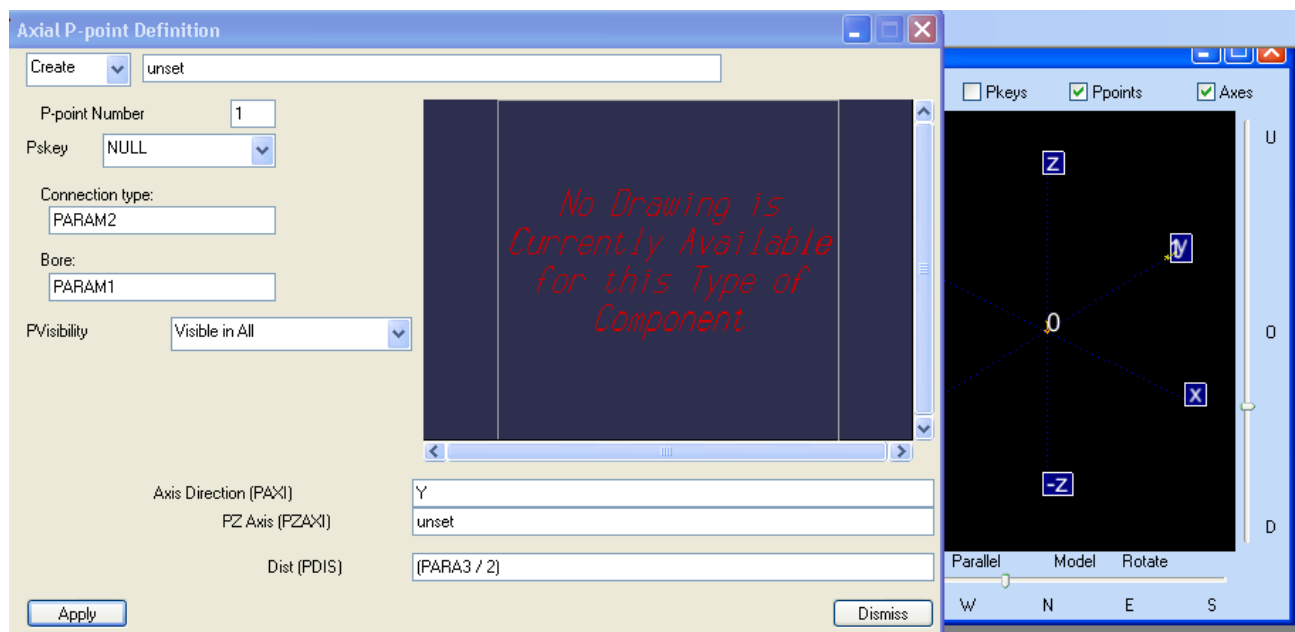 Axial P-point Definition
Create unset
P-point Number 1
Pskey NULL
Connection type:
PARAM2
Bore:
PARAM1
PVisibility Visible in All
No Drawing is
Currently Available
for this Type of
Component
Axis Direction (PAXI) Y
PZ Axis (PZAXI) unset
Dist (PDIS) (PARA3 / 2)
Apply Dismiss
Pkeys Ppoints Axes
U
Z
Y
0
O
X
-Z
D
Parallel Model Rotate
W N E S